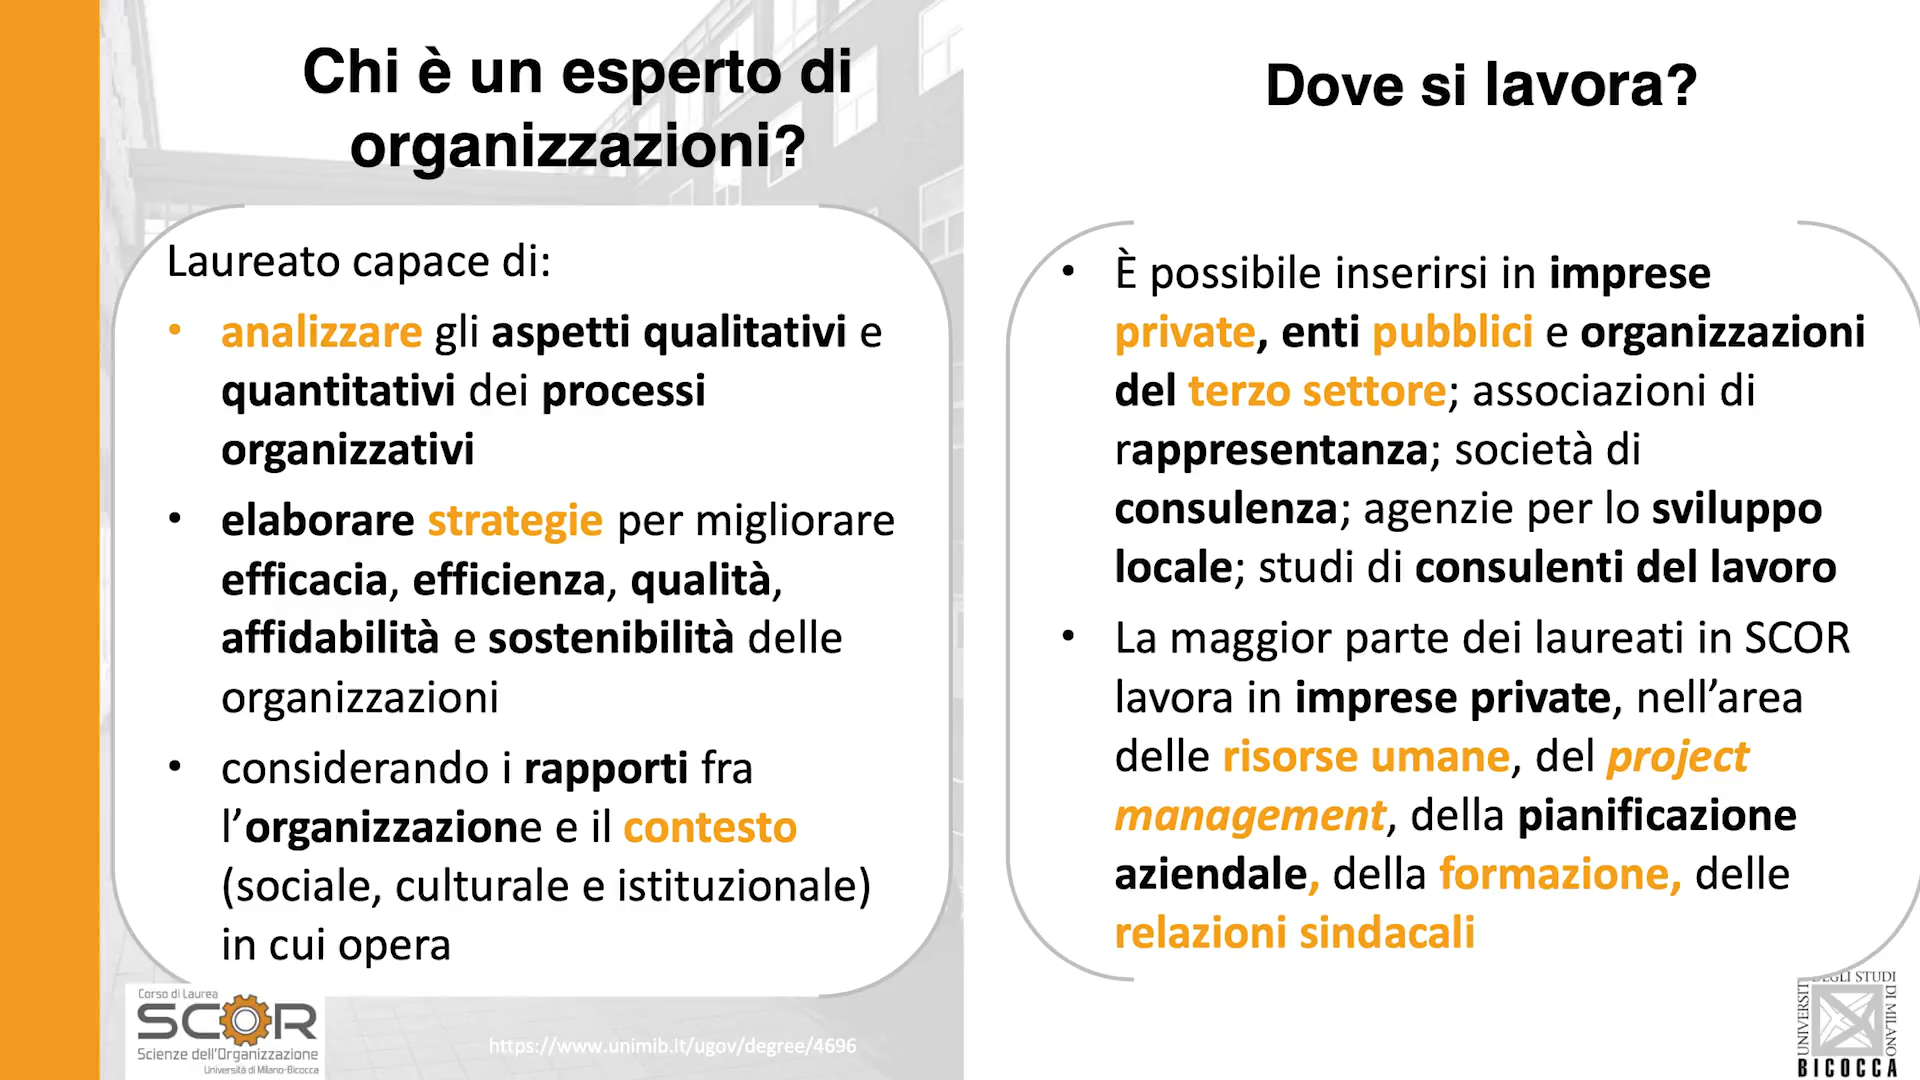 Chi è un esperto di
organizzazioni?
Laureato capace di:
• analizzare gli aspetti qualitativi e
quantitativi dei processi
organizzativi
• elaborare strategie per migliorare
efficacia, efficienza, qualità,
affidabilità e sostenibilità delle
organizzazioni
• considerando i rapporti fra
l’organizzazione e il contesto
(sociale, culturale e istituzionale)
in cui opera
Corso di Laurea
SCOR
Scienze dell'Organizzazione
Università di Milano-Bicocca
https://www.unimib.it/ugov/degree/4696
Dove si lavora?
• È possibile inserirsi in imprese
private, enti pubblici e organizzazioni
del terzo settore; associazioni di
rappresentanza; società di
consulenza; agenzie per lo sviluppo
locale; studi di consulenti del lavoro
• La maggior parte dei laureati in SCOR
lavora in imprese private, nell’area
delle risorse umane, del project
management, della pianificazione
aziendale, della formazione, delle
relazioni sindacali
UNIVERSIT
DEGLI STUDI
DI MILANO
BICOCCA